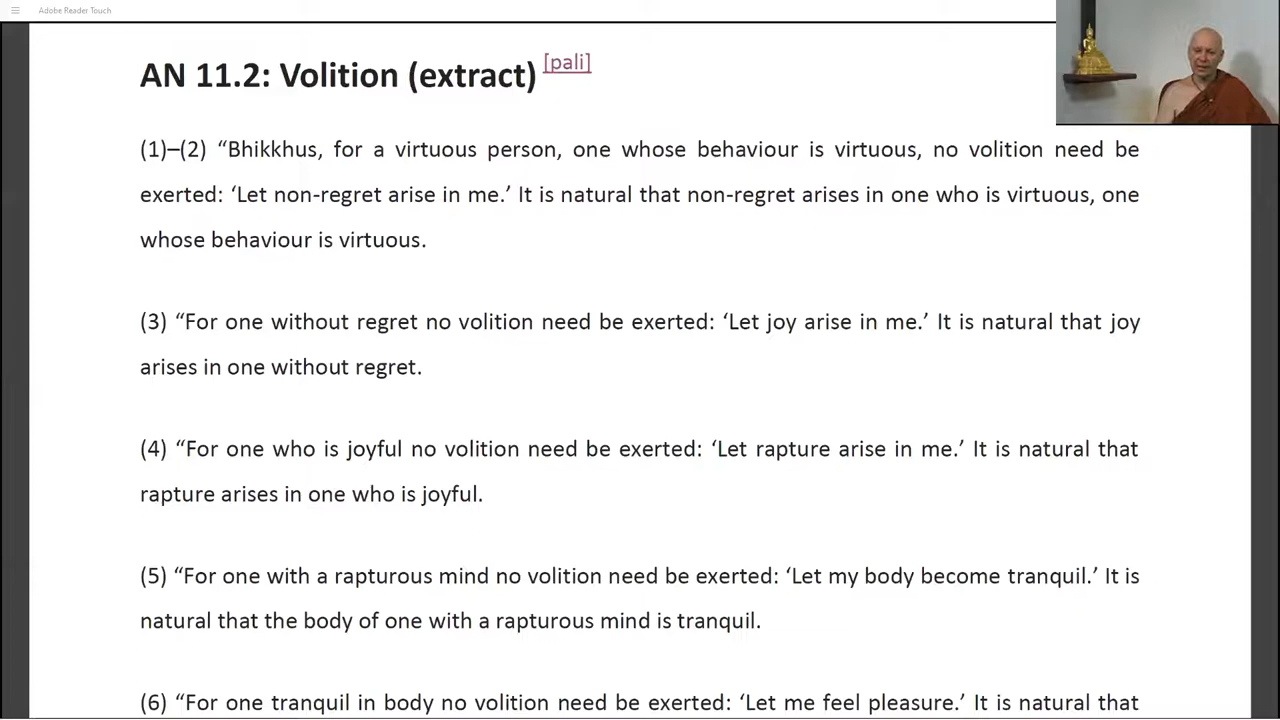 Adobe Reader Touch
AN 11.2: Volition (extract) [pali]
(1)–(2) “Bhikkhus, for a virtuous person, one whose behaviour is virtuous, no volition need be
exerted: ‘Let non-regret arise in me.’ It is natural that non-regret arises in one who is virtuous, one
whose behaviour is virtuous.
(3) “For one without regret no volition need be exerted: ‘Let joy arise in me.’ It is natural that joy
arises in one without regret.
(4) “For one who is joyful no volition need be exerted: ‘Let rapture arise in me.’ It is natural that
rapture arises in one who is joyful.
(5) “For one with a rapturous mind no volition need be exerted: ‘Let my body become tranquil.’ It is
natural that the body of one with a rapturous mind is tranquil.
(6) “For one tranquil in body no volition need be exerted: ‘Let me feel pleasure.’ It is natural that